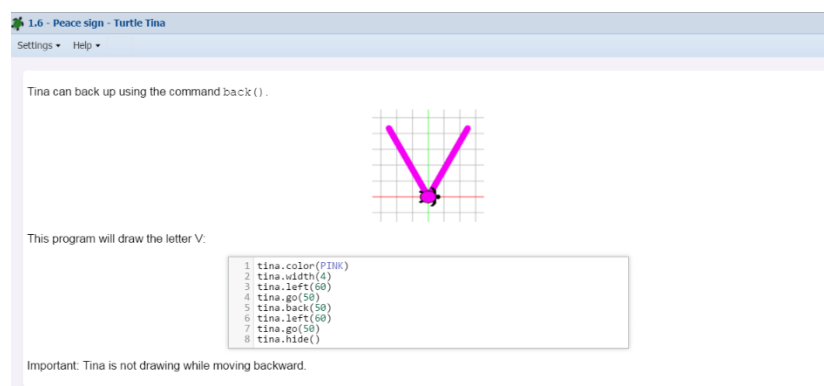 1.6 - Peace sign - Turtle Tina
Settings Help
Tina can back up using the command back().
This program will draw the letter V:
1 tina.color(PINK)
2 tina.width(4)
3 tina.left(60)
4 tina.go(50)
5 tina.back(50)
6 tina.left(60)
7 tina.go(50)
8 tina.hide()
Important: Tina is not drawing while moving backward.